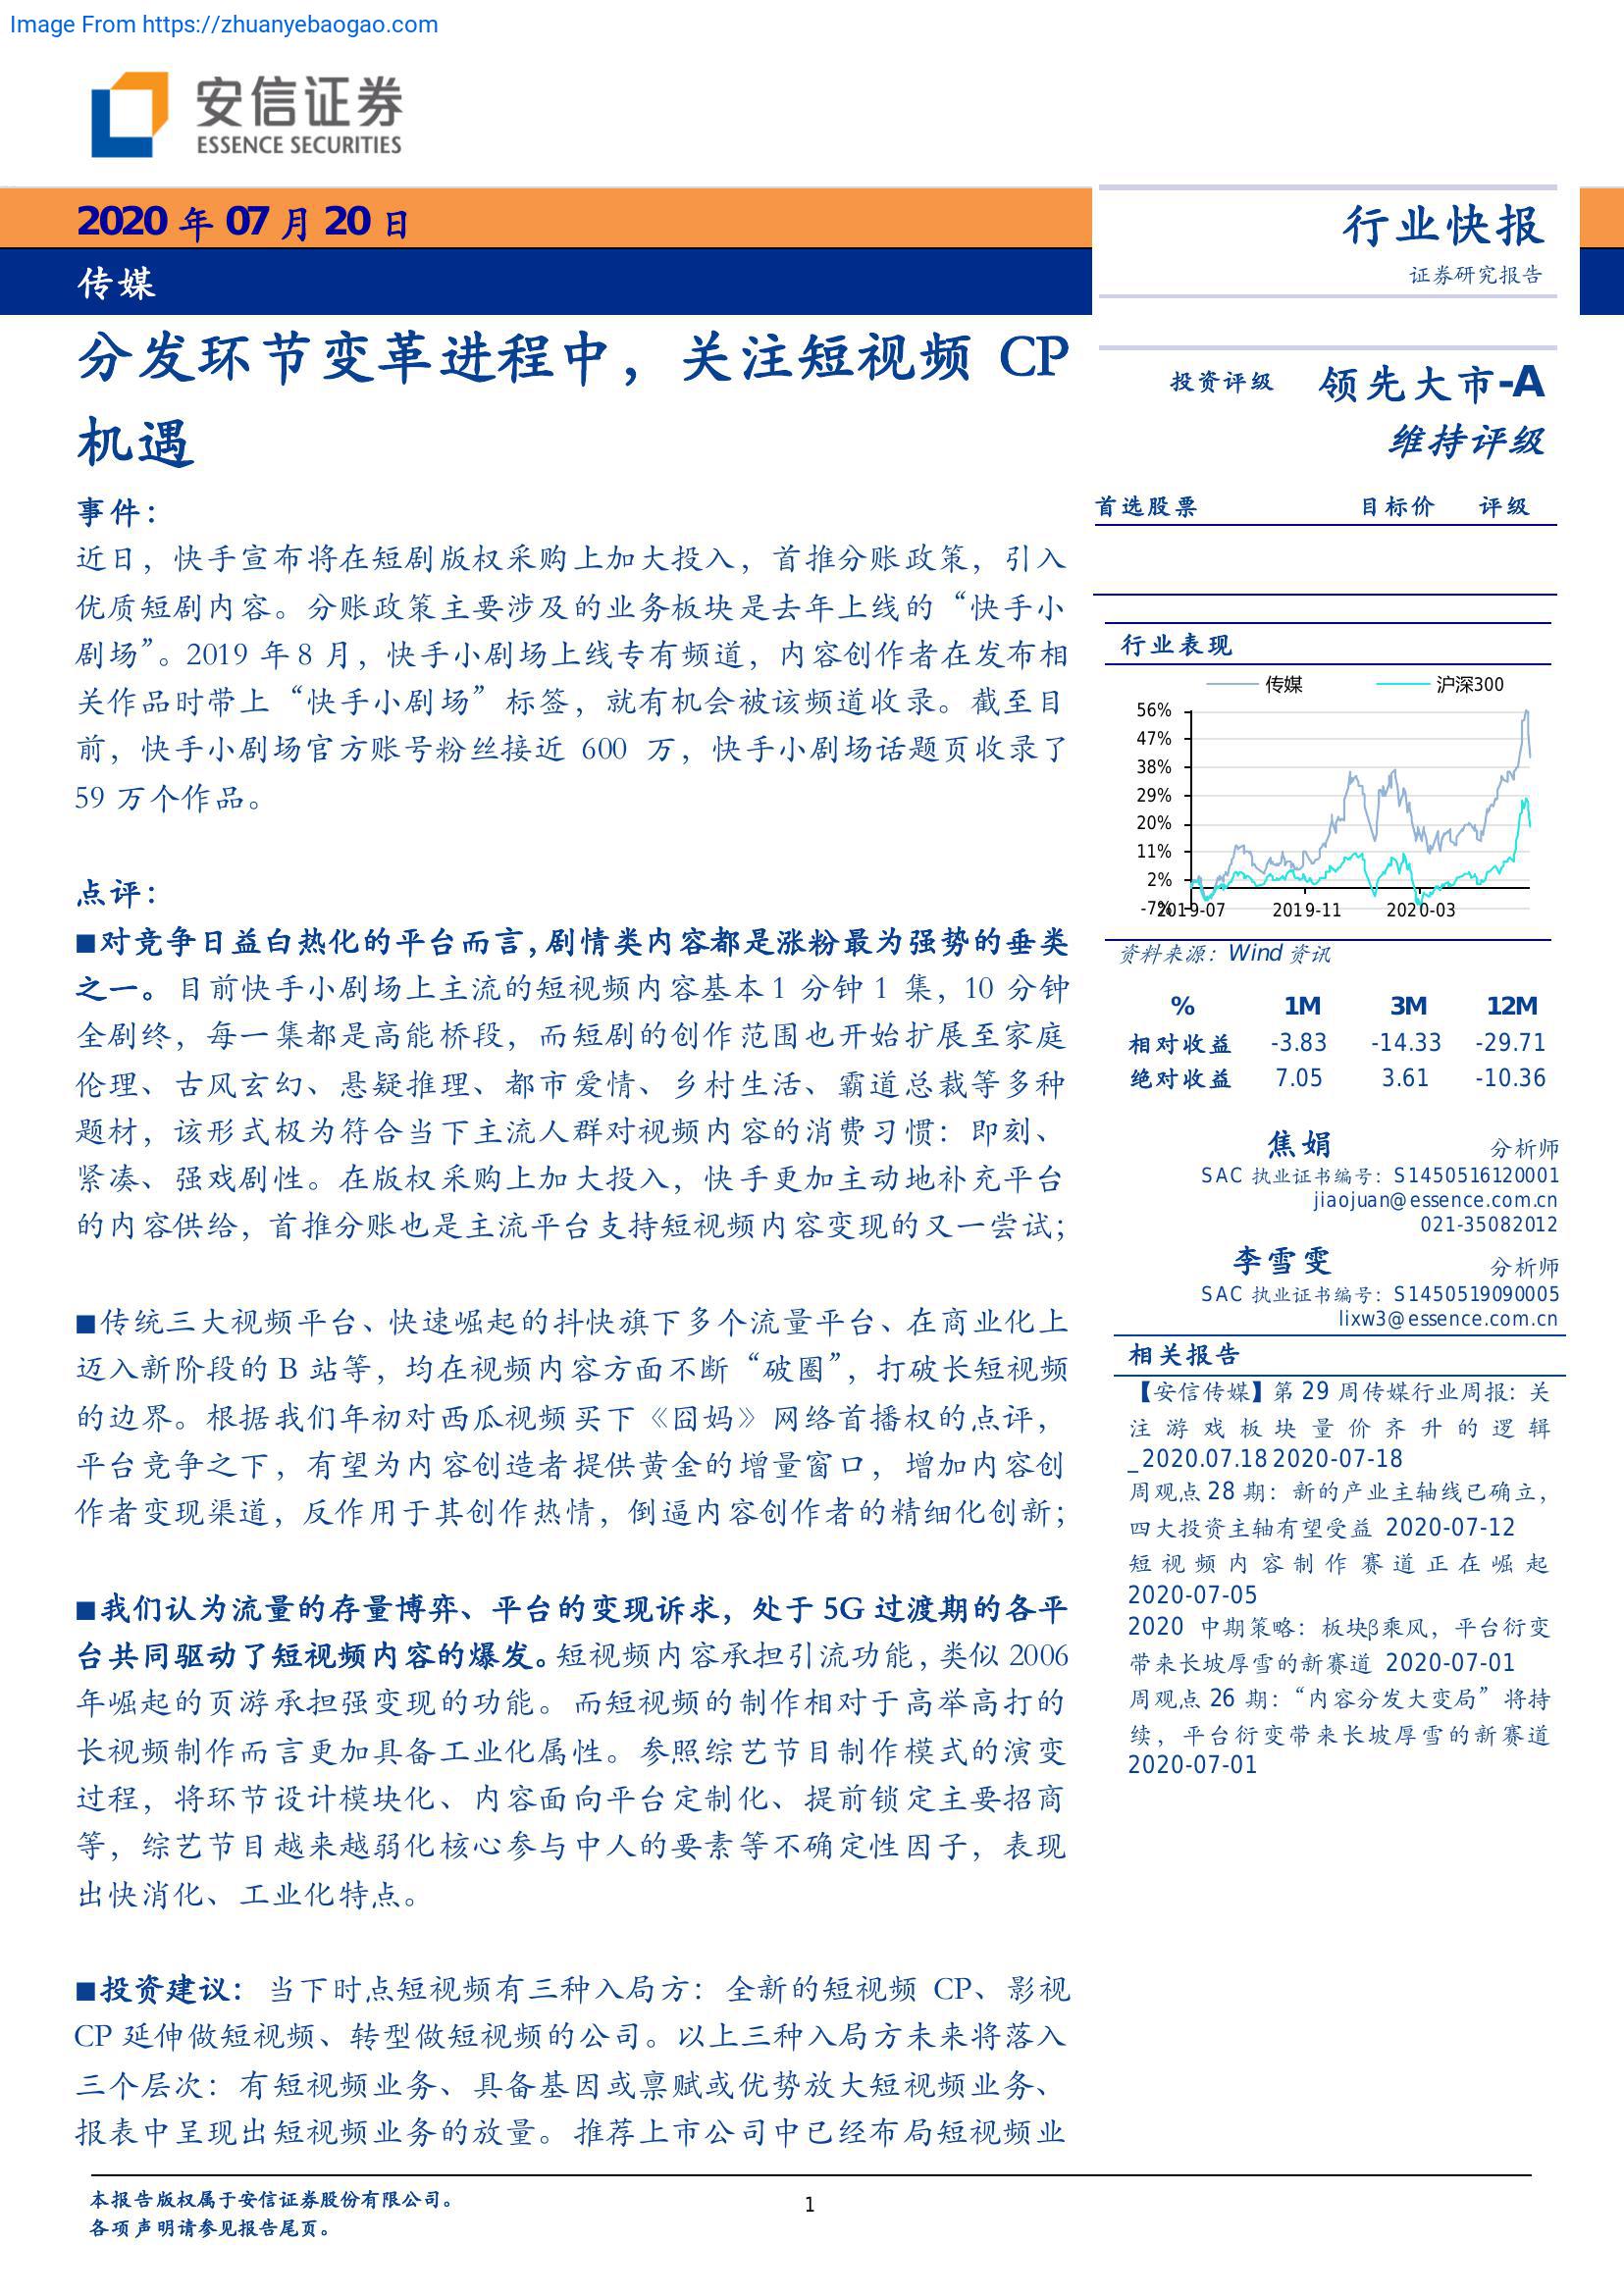 Image From https://zhuanyebaogao.com
安信证券
ESSENCE SECURITIES
2020 年 07 月 20 日
传媒
行业快报
证券研究报告
分发环节变革进程中，关注短视频 CP
机遇
事件：
近日，快手宣布将在短剧版权采购上加大投入，首推分账政策，引入
优质短剧内容。分账政策主要涉及的业务板块是去年上线的“快手小
剧场”。2019 年 8 月，快手小剧场上线专有频道，内容创作者在发布相
关作品时带上“快手小剧场”标签，就有机会被该频道收录。截至目
前，快手小剧场官方账号粉丝接近 600 万，快手小剧场话题页收录了
59 万个作品。
点评：
■对竞争日益白热化的平台而言，剧情类内容都是涨粉最为强势的垂类
之一。目前快手小剧场上主流的短视频内容基本 1 分钟 1 集，10 分钟
全剧终，每一集都是高能桥段，而短剧的创作范围也开始扩展至家庭
伦理、古风玄幻、悬疑推理、都市爱情、乡村生活、霸道总裁等多种
题材，该形式极为符合当下主流人群对视频内容的消费习惯：即刻、
紧凑、强戏剧性。在版权采购上加大投入，快手更加主动地补充平台
的内容供给，首推分账也是主流平台支持短视频内容变现的又一尝试；
■传统三大视频平台、快速崛起的抖快旗下多个流量平台、在商业化上
迈入新阶段的 B 站等，均在视频内容方面不断“破圈”，打破长短视频
的边界。根据我们年初对西瓜视频买下《囧妈》网络首播权的点评，
平台竞争之下，有望为内容创造者提供黄金的增量窗口，增加内容创
作者变现渠道，反作用于其创作热情，倒逼内容创作者的精细化创新；
■我们认为流量的存量博弈、平台的变现诉求，处于 5G 过渡期的各平
台共同驱动了短视频内容的爆发。短视频内容承担引流功能，类似 2006
年崛起的页游承担强变现的功能。而短视频的制作相对于高举高打的
长视频制作而言更加具备工业化属性。参照综艺节目制作模式的演变
过程，将环节设计模块化、内容面向平台定制化、提前锁定主要招商
等，综艺节目越来越弱化核心参与中人的要素等不确定性因子，表现
出快消化、工业化特点。
■投资建议：当下时点短视频有三种入局方：全新的短视频 CP、影视
CP 延伸做短视频、转型做短视频的公司。以上三种入局方未来将落入
三个层次：有短视频业务、具备基因或禀赋或优势放大短视频业务、
报表中呈现出短视频业务的放量。推荐上市公司中已经布局短视频业
投资评级 领先大市-A
维持评级
首选股票 目标价 评级
行业表现
传媒 沪深300
56%
47%
38%
29%
20%
11%
2%
-7%
2019-07 2019-11 2020-03
资料来源：Wind 资讯
% 1M 3M 12M
相对收益 -3.83 -14.33 -29.71
绝对收益 7.05 3.61 -10.36
焦娟 分析师
SAC 执业证书编号：S1450516120001
jiaojuan@essence.com.cn
021-35082012
李雪雯 分析师
SAC 执业证书编号：S1450519090005
lixw3@essence.com.cn
相关报告
【安信传媒】第 29 周传媒行业周报：关
注游戏板块量价齐升的逻辑
_2020.07.18 2020-07-18
周观点 28 期：新的产业主轴线已确立，
四大投资主轴有望受益 2020-07-12
短视频内容制作赛道正在崛起
2020-07-05
2020 中期策略：板块β乘风，平台衍变
带来长坡厚雪的新赛道 2020-07-01
周观点 26 期：“内容分发大变局”将持
续，平台衍变带来长坡厚雪的新赛道
2020-07-01
本报告版权属于安信证券股份有限公司。
各项声明请参见报告尾页。
1